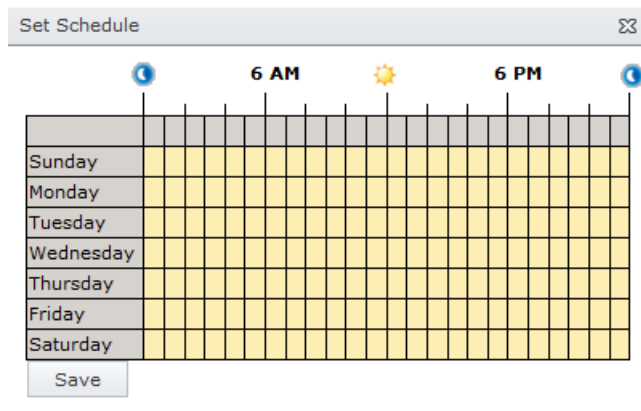 Set Schedule
6 AM 6 PM
Sunday
Monday
Tuesday
Wednesday
Thursday
Friday
Saturday
Save